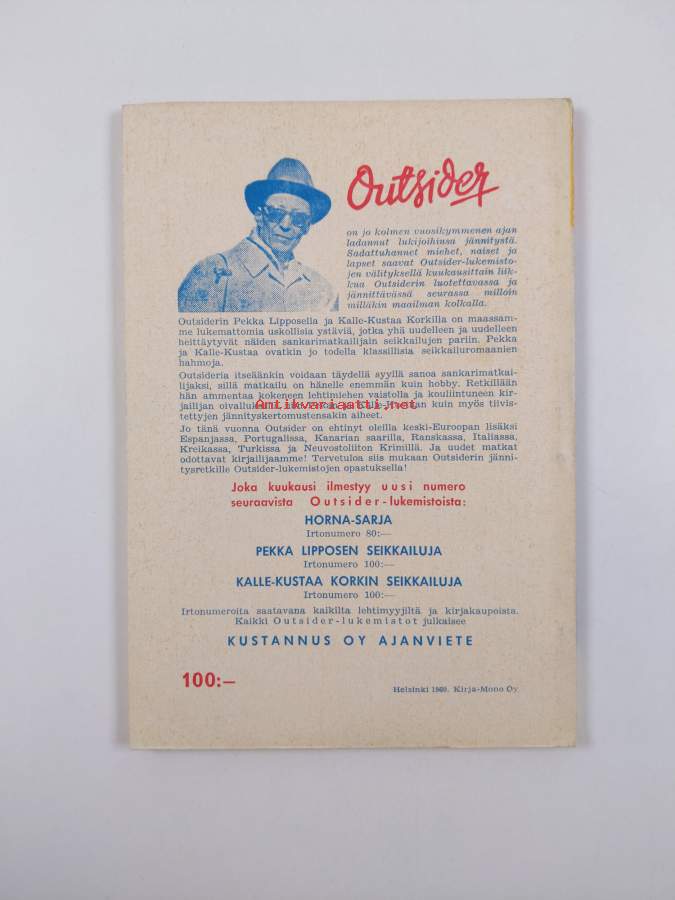 Outsider
on jo kolmen vuosikymmenen ajan
ladannut lukijoihinsa jännitystä.
Sadattuhannet miehet, naiset ja
lapset saavat Outsider-lukemisto-
jen välityksellä kuukausittain liik-
kua Outsiderin luotettavassa ja
jännittävässä seurassa milloin
milläkin maailman kolkalla.
Outsiderin Pekka Lipposella ja Kalle-Kustaa Korkilla on maassam-
me lukemattomia uskollisia ystäviä, jotka yhä uudelleen ja uudelleen
heittäytyvät näiden sankarimatkailijain seikkailujen pariin. Pekka
ja Kalle-Kustaa ovatkin jo todella klassillisia seikkailuromaanien
hahmoja.
Outsideria itseäänkin voidaan täydellä syyllä sanoa sankarimatkai-
lijaksi, sillä matkailu on hänelle enemmän kuin hobby. Retkillään
hän ammentaa kokeneen lehtimiehen vaistolla ja kouliintuneen kir-
jailijan oivalluksella
Antikvariaatti.net
kuin myös tiivis-
tettyjen jännityskertomustensakin aiheet.
Jo tänä vuonna Outsider on ehtinyt oleilla keski-Euroopan lisäksi
Espanjassa, Portugalissa, Kanarian saarilla, Ranskassa, Italiassa,
Kreikassa, Turkissa ja Neuvostoliiton Krimillä. Ja uudet matkat
odottavat kirjailijaamme! Tervetuloa siis mukaan Outsiderin jänni-
tysretkille Outsider-lukemistojen opastuksella!
Joka kuukausi ilmestyy uusi numero
seuraavista Outsider-lukemistoista:
HORNA-SARJA
Irtonumero 80:—
PEKKA LIPPOSEN SEIKKAILUJA
Irtonumero 100:—
KALLE-KUSTAA KORKIN SEIKKAILUJA
Irtonumero 100:—
Irtonumeroita saatavana kaikilta lehtimyyjiltä ja kirjakaupoista.
Kaikki Outsider-lukemistot julkaisee
KUSTANNUS OY AJANVIETE
100:—
Helsinki 1960. Kirja-Mono Oy